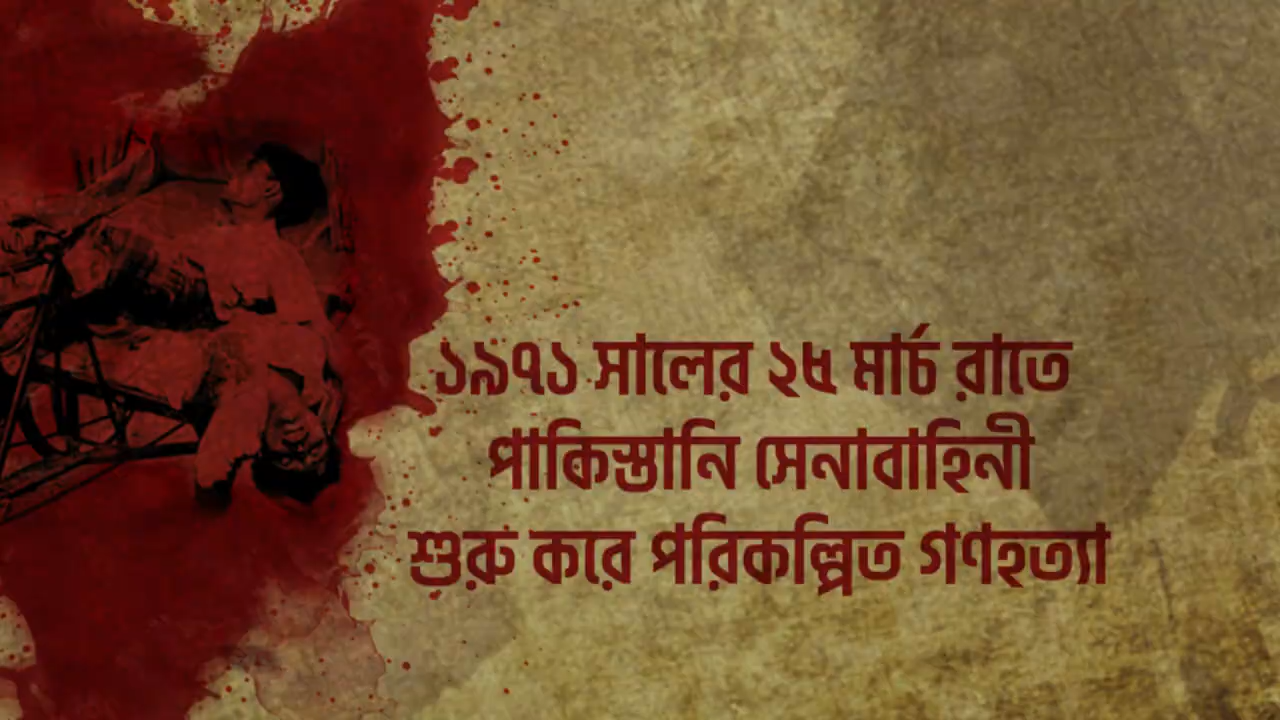 ১৯৭১ সালের ২৫ মার্চ রাতে
পাকিস্তানি সেনাবাহিনী
শুরু করে পরিকল্পিত গণহত্যা